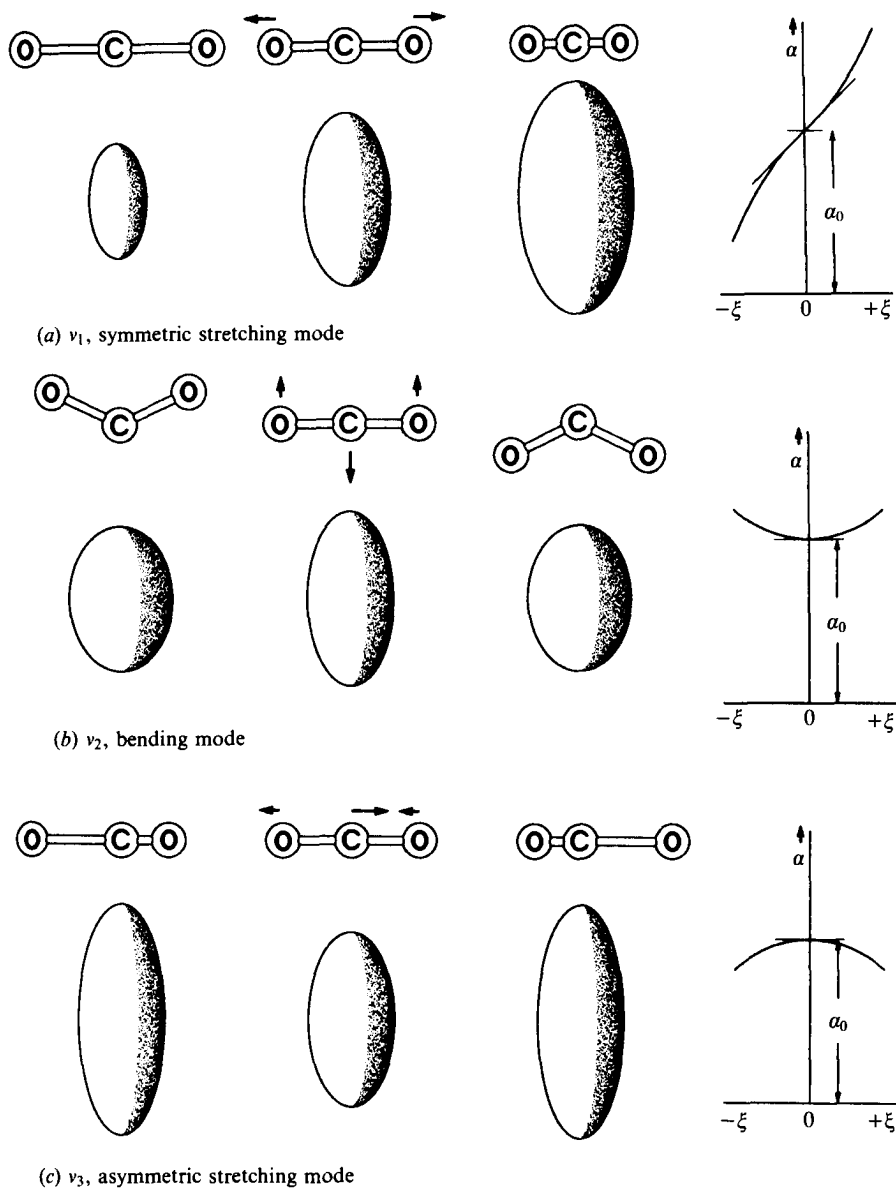 O C O O C O O C O α
α₀
−ξ 0 +ξ
(a) ν₁, symmetric stretching mode
O C O O C O O C O α
α₀
−ξ 0 +ξ
(b) ν₂, bending mode
O C O O C O O C O α
α₀
−ξ 0 +ξ
(c) ν₃, asymmetric stretching mode